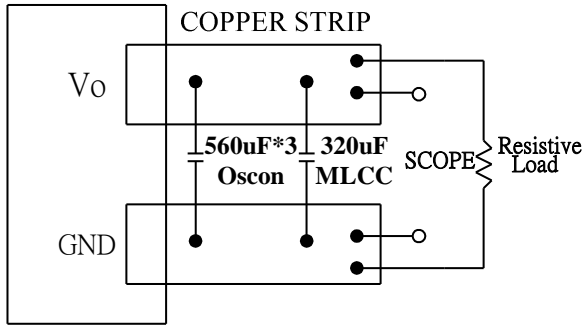 COPPER STRIP
Vo
560uF*3 320uF
Oscon MLCC
SCOPE
Resistive
Load
GND